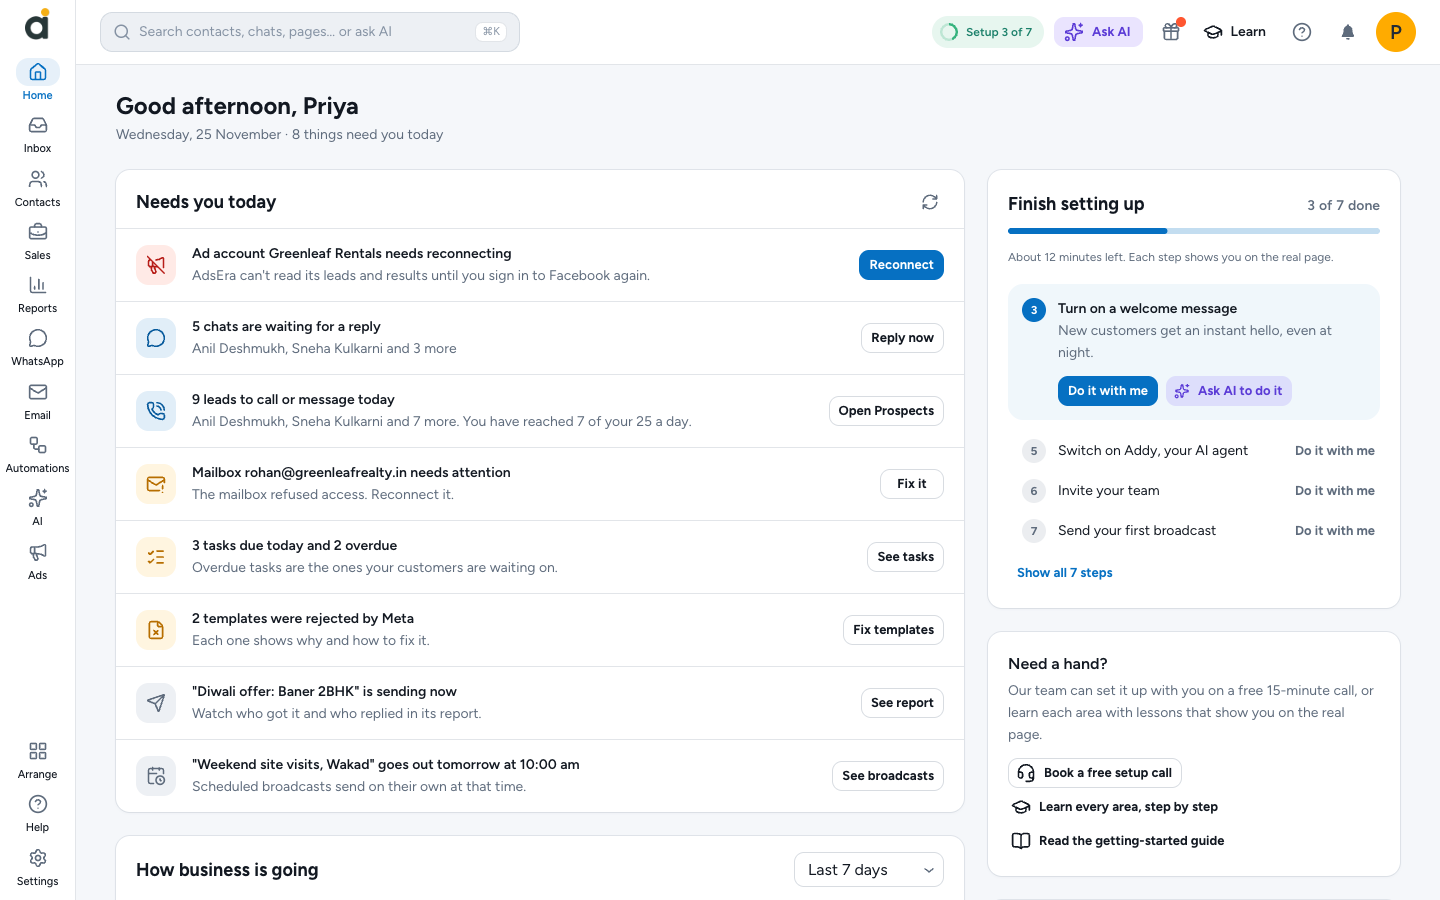 Search contacts, chats, pages... or ask AI
⌘K
Setup 3 of 7
Ask AI
Learn
P
Home
Inbox
Contacts
Sales
Reports
WhatsApp
Email
Automations
AI
Ads
Arrange
Help
Settings
Good afternoon, Priya
Wednesday, 25 November · 8 things need you today
Needs you today
Ad account Greenleaf Rentals needs reconnecting
AdsEra can't read its leads and results until you sign in to Facebook again.
Reconnect
5 chats are waiting for a reply
Anil Deshmukh, Sneha Kulkarni and 3 more
Reply now
9 leads to call or message today
Anil Deshmukh, Sneha Kulkarni and 7 more. You have reached 7 of your 25 a day.
Open Prospects
Mailbox rohan@greenleafrealty.in needs attention
The mailbox refused access. Reconnect it.
Fix it
3 tasks due today and 2 overdue
Overdue tasks are the ones your customers are waiting on.
See tasks
2 templates were rejected by Meta
Each one shows why and how to fix it.
Fix templates
"Diwali offer: Baner 2BHK" is sending now
Watch who got it and who replied in its report.
See report
"Weekend site visits, Wakad" goes out tomorrow at 10:00 am
Scheduled broadcasts send on their own at that time.
See broadcasts
How business is going
Last 7 days
Finish setting up
3 of 7 done
About 12 minutes left. Each step shows you on the real page.
3
Turn on a welcome message
New customers get an instant hello, even at
night.
Do it with me
Ask AI to do it
5
Switch on Addy, your AI agent
Do it with me
6
Invite your team
Do it with me
7
Send your first broadcast
Do it with me
Show all 7 steps
Need a hand?
Our team can set it up with you on a free 15-minute call, or
learn each area with lessons that show you on the real
page.
Book a free setup call
Learn every area, step by step
Read the getting-started guide